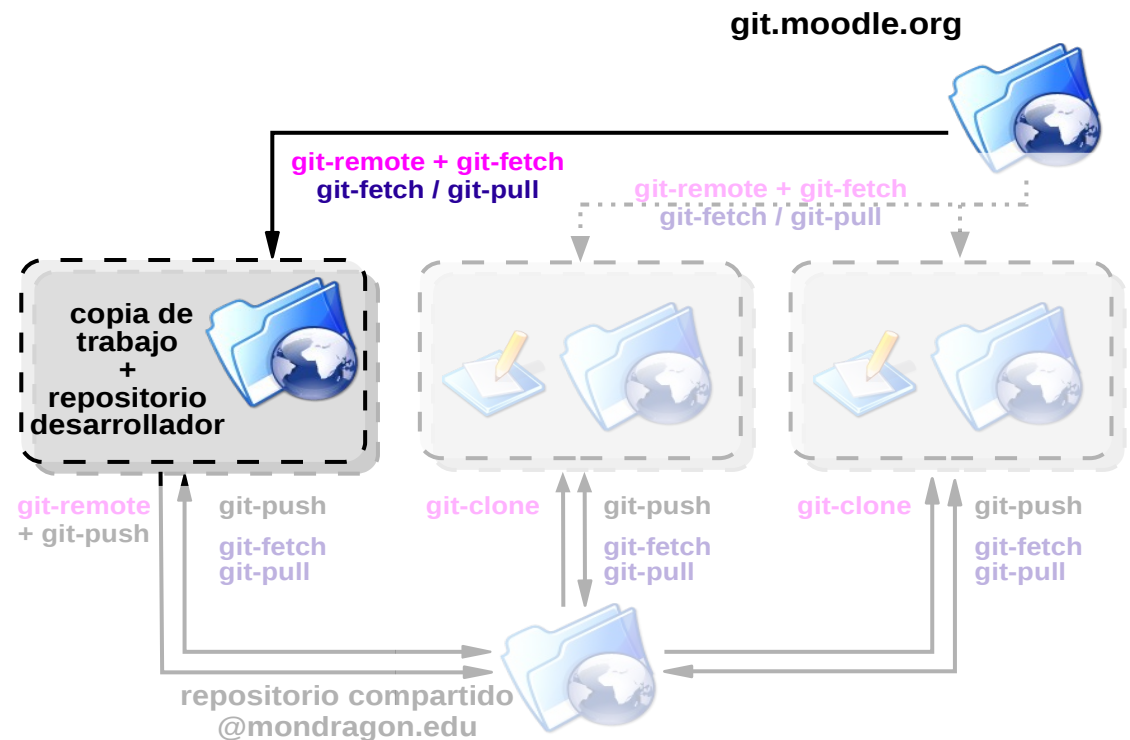 git.moodle.org
git-remote + git-fetch
git-fetch / git-pull
git-remote + git-fetch
git-fetch / git-pull
copia de
trabajo
+
repositorio
desarrollador
git-remote
+ git-push
git-push
git-fetch
git-pull
git-clone
git-push
git-fetch
git-pull
git-clone
git-push
git-fetch
git-pull
repositorio compartido
@mondragon.edu